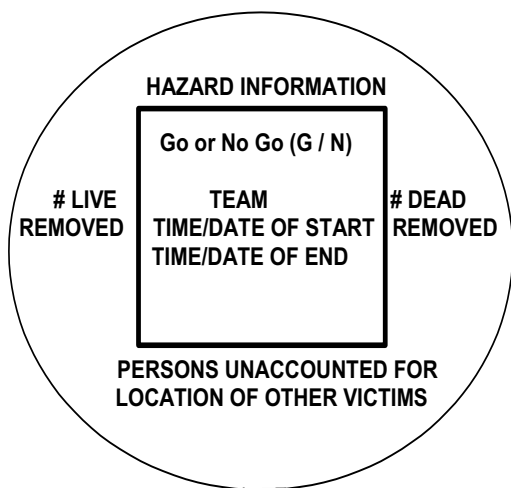 HAZARD INFORMATION
Go or No Go (G / N)
# LIVE
REMOVED
TEAM
TIME/DATE OF START
TIME/DATE OF END
# DEAD
REMOVED
PERSONS UNACCOUNTED FOR
LOCATION OF OTHER VICTIMS